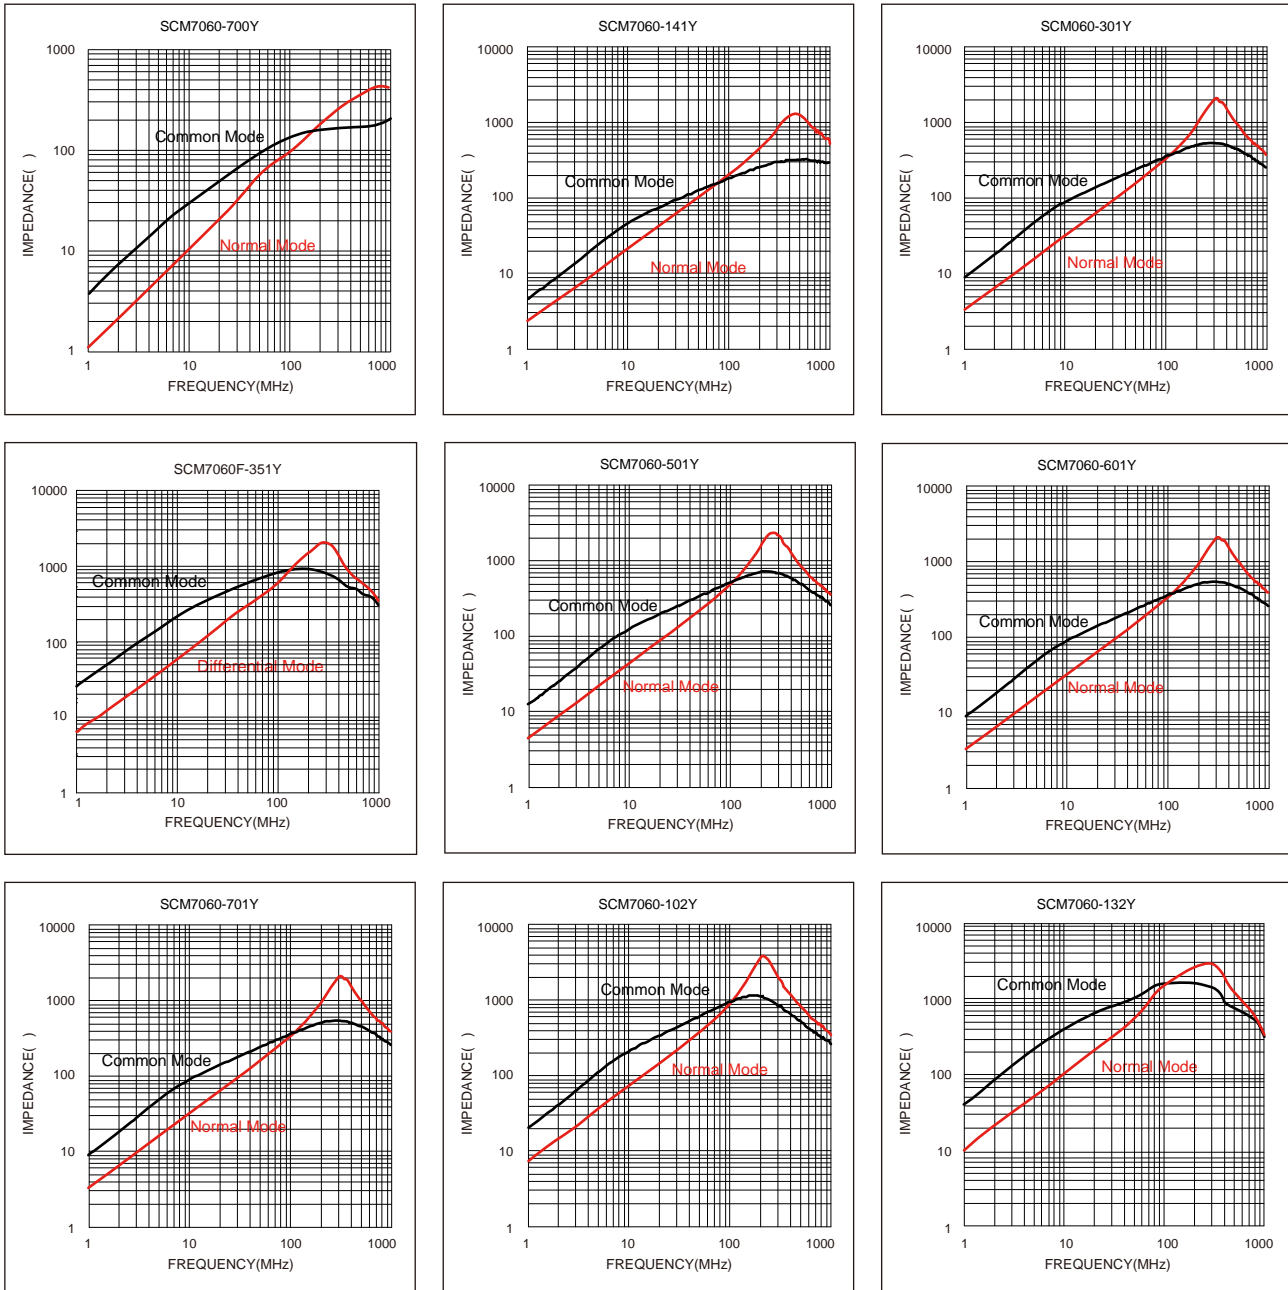 SCM7060-700Y
1000
100
10
1
IMPEDANCE( )
Common Mode
Normal Mode
1 10 100 1000
FREQUENCY(MHz)
SCM7060-141Y
10000
1000
100
10
1
IMPEDANCE( )
Common Mode
Normal Mode
1 10 100 1000
FREQUENCY(MHz)
SCM060-301Y
10000
1000
100
10
1
IMPEDANCE( )
Common Mode
Normal Mode
1 10 100 1000
FREQUENCY(MHz)
SCM7060F-351Y
10000
1000
100
10
1
IMPEDANCE( )
Common Mode
Differential Mode
1 10 100 1000
FREQUENCY(MHz)
SCM7060-501Y
10000
1000
100
10
1
IMPEDANCE( )
Common Mode
Normal Mode
1 10 100 1000
FREQUENCY(MHz)
SCM7060-601Y
10000
1000
100
10
1
IMPEDANCE( )
Common Mode
Normal Mode
1 10 100 1000
FREQUENCY(MHz)
SCM7060-701Y
10000
1000
100
10
1
IMPEDANCE( )
Common Mode
Normal Mode
1 10 100 1000
FREQUENCY(MHz)
SCM7060-102Y
10000
1000
100
10
1
IMPEDANCE( )
Common Mode
Normal Mode
1 10 100 1000
FREQUENCY(MHz)
SCM7060-132Y
10000
1000
100
10
1
IMPEDANCE( )
Common Mode
Normal Mode
1 10 100 1000
FREQUENCY(MHz)